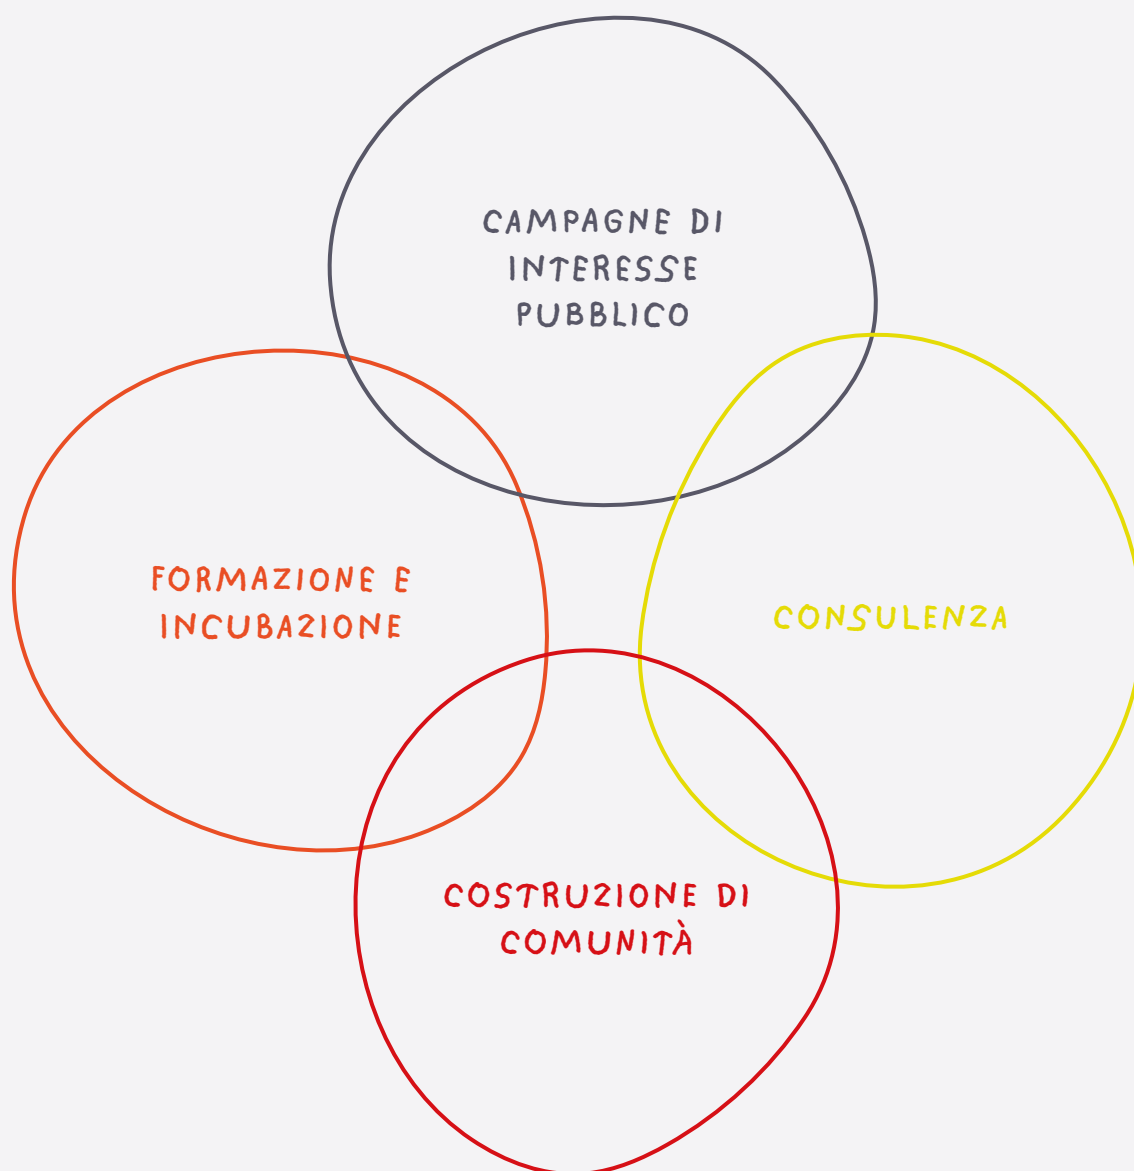 CAMPAGNE DI
INTERESSE
PUBBLICO
FORMAZIONE E
INCUBAZIONE
CONSULENZA
COSTRUZIONE DI
COMUNITÀ